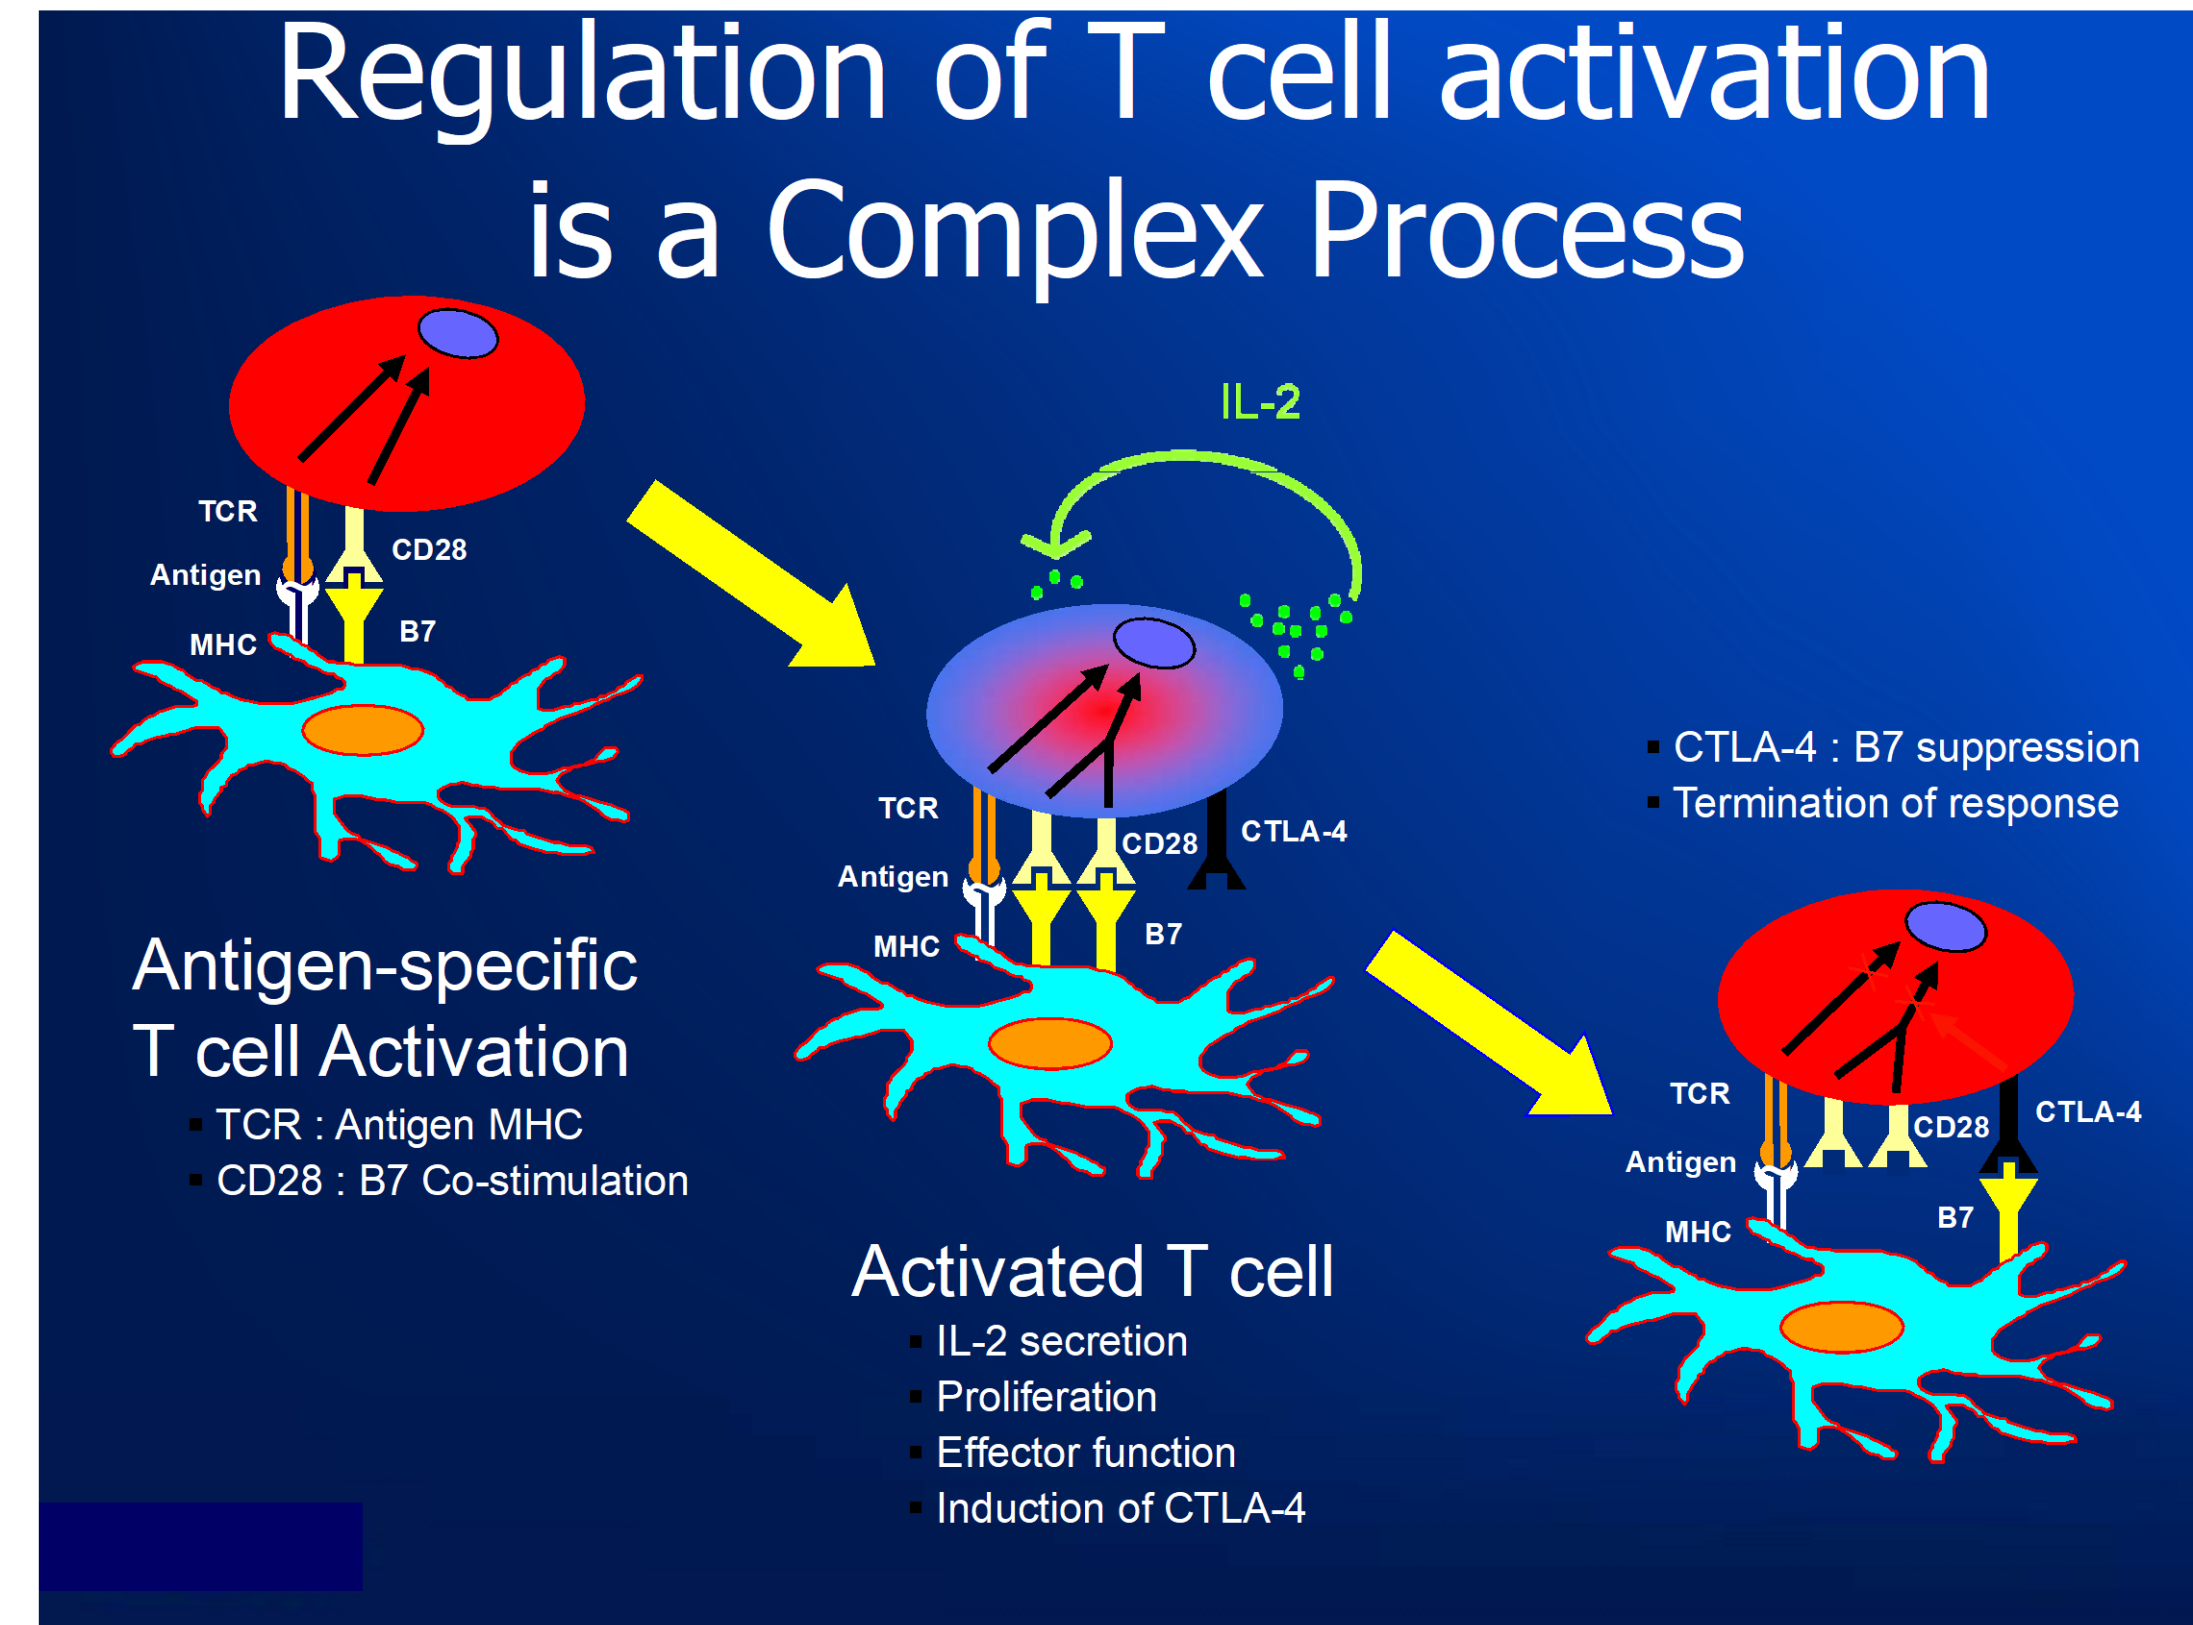 Regulation of T cell activation
is a Complex Process
TCR
CD28
Antigen
B7
MHC
Antigen-specific
T cell Activation
▪ TCR : Antigen MHC
▪ CD28 : B7 Co-stimulation
IL-2
TCR
CD28
CTLA-4
Antigen
B7
MHC
Activated T cell
▪ IL-2 secretion
▪ Proliferation
▪ Effector function
▪ Induction of CTLA-4
▪ CTLA-4 : B7 suppression
▪ Termination of response
TCR
CD28
CTLA-4
Antigen
B7
MHC